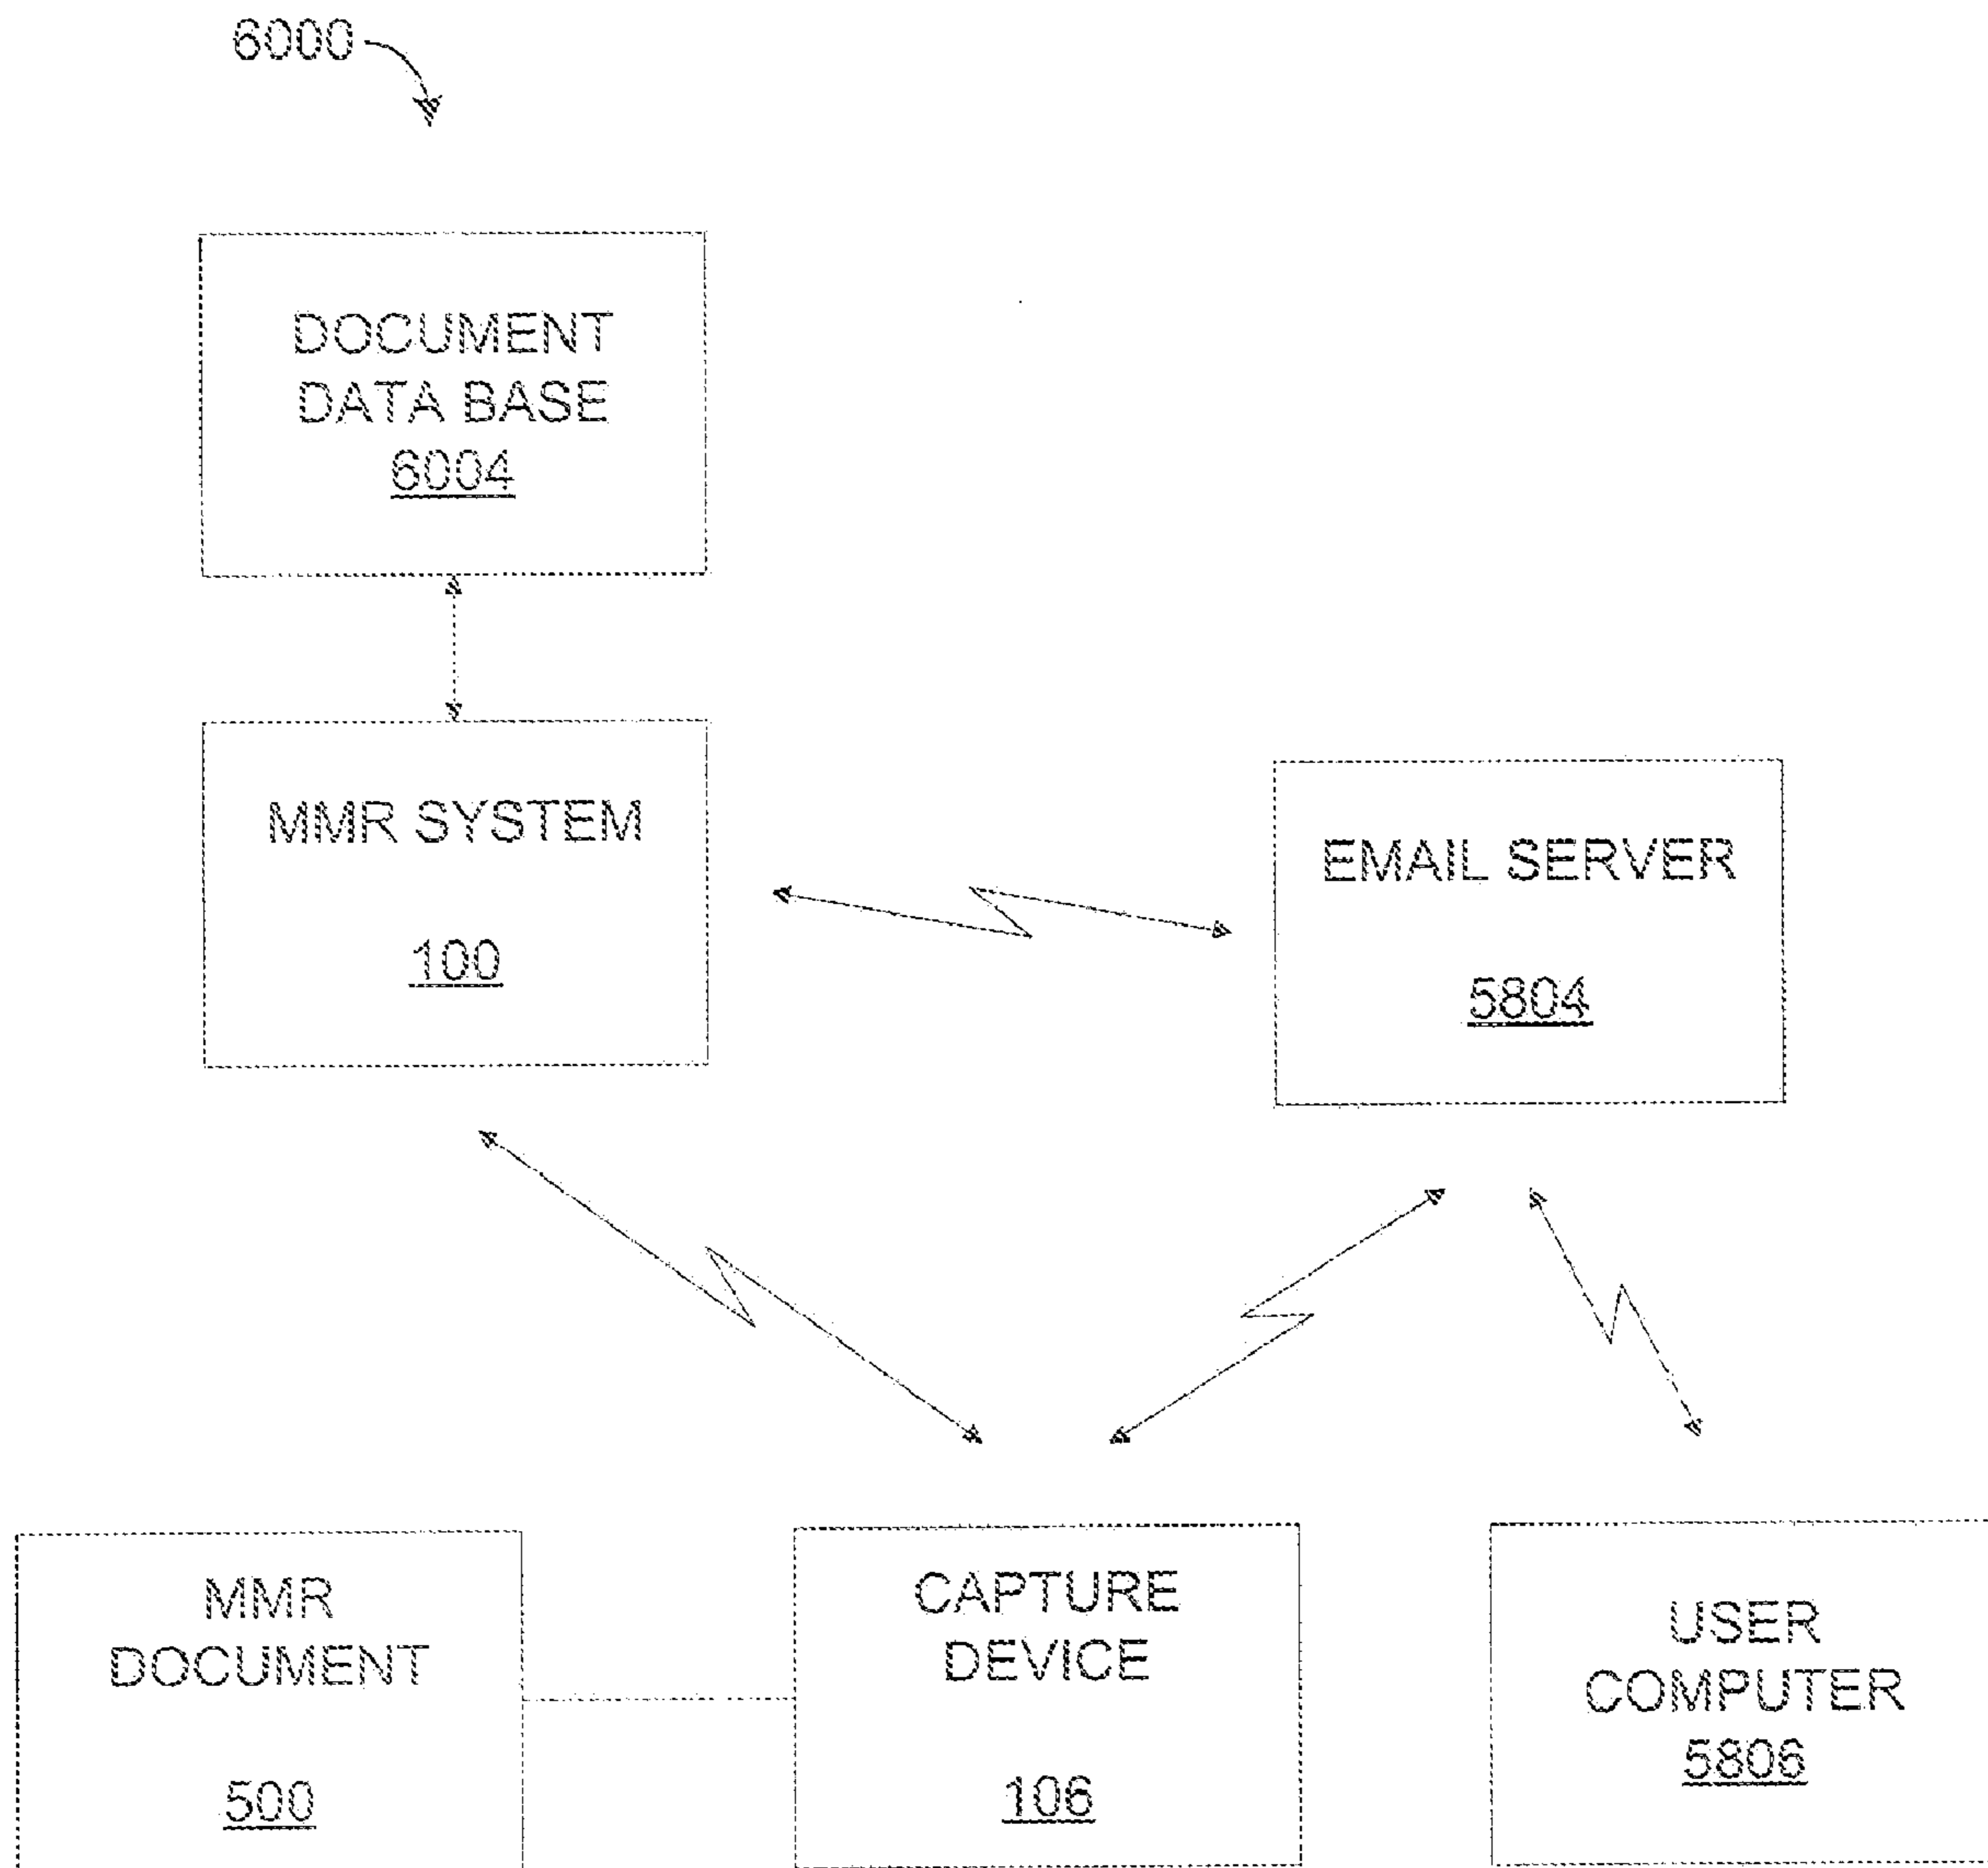 6000
DOCUMENT
DATA BASE
6004
MMR SYSTEM
100
EMAIL SERVER
5804
MMR
DOCUMENT
500
CAPTURE
DEVICE
106
USER
COMPUTER
5806